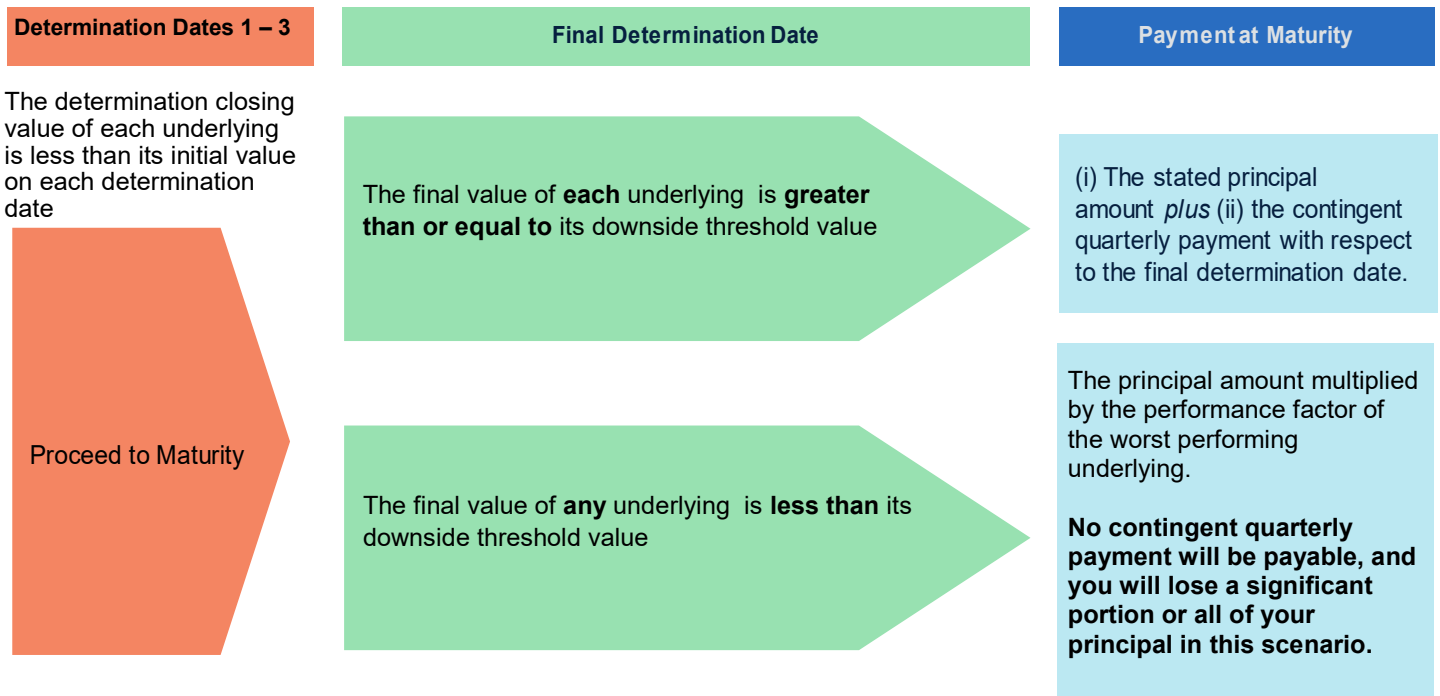 Determination Dates 1 – 3
Final Determination Date
Payment at Maturity
The determination closing
value of each underlying
is less than its initial value
on each determination
date
Proceed to Maturity
The final value of each underlying is greater
than or equal to its downside threshold value
(i) The stated principal
amount plus (ii) the contingent
quarterly payment with respect
to the final determination date.
The final value of any underlying is less than its
downside threshold value
The principal amount multiplied
by the performance factor of
the worst performing
underlying.
No contingent quarterly
payment will be payable, and
you will lose a significant
portion or all of your
principal in this scenario.